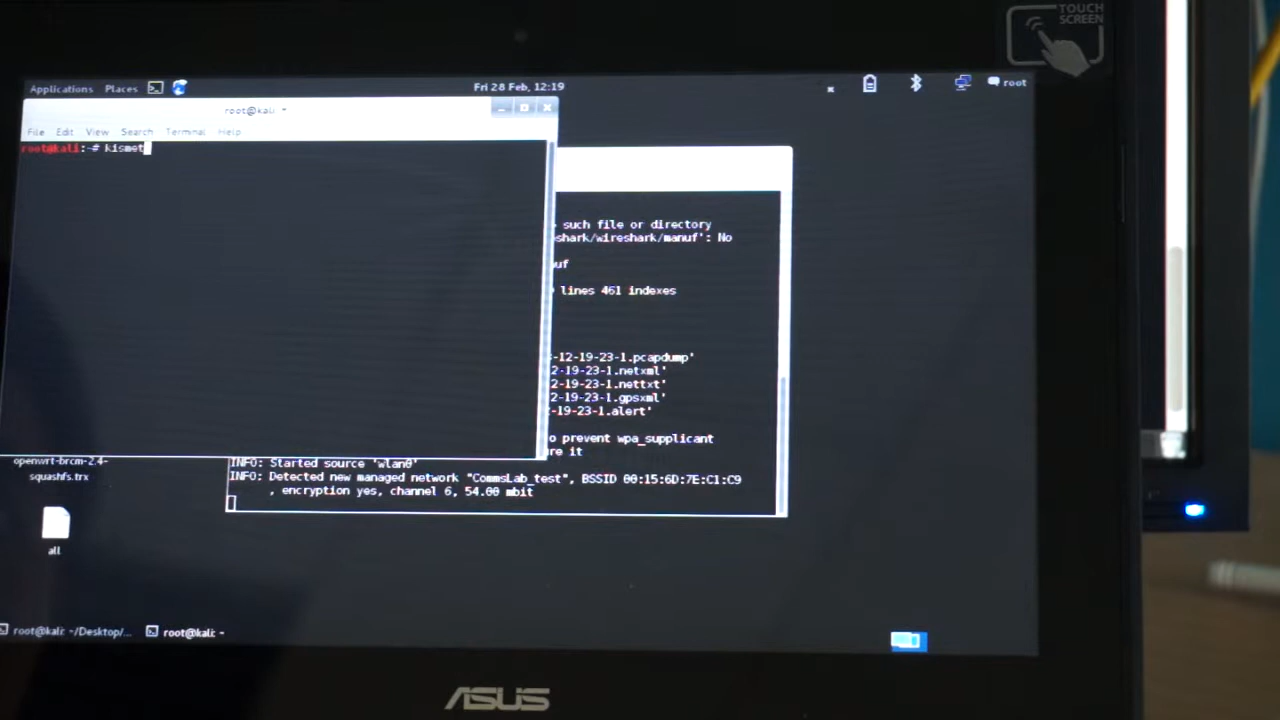 TOUCH
SCREEN
Applications Places Fri 28 Feb, 12:19 root
root@kali: ~
File Edit View Search Terminal Help
root@kali:~# kismet
such file or directory
shark/wireshark/manuf': No
uf
lines 461 indexes
-12-19-23-1.pcapdump'
2-19-23-1.netxml'
2-19-23-1.nettxt'
2-19-23-1.gpsxml'
-19-23-1.alert'
o prevent wpa_supplicant
re it
INFO: Started source 'wlan0'
INFO: Detected new managed network "CommsLab_test", BSSID 00:15:6D:7E:C1:C9
, encryption yes, channel 6, 54.00 mbit
openwrt-brcm-2.4-
squashfs.trx
all
root@kali: ~/Desktop/... root@kali: ~
ASUS